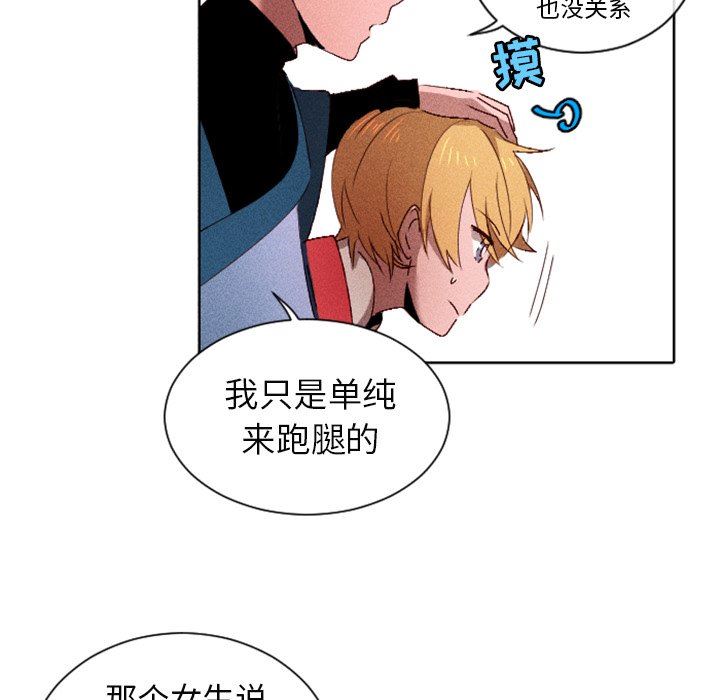 也没关系
摸
我只是单纯
来跑腿的
那个女生说